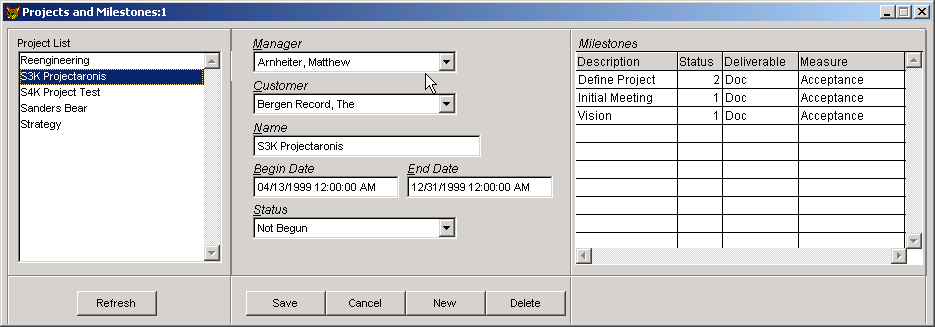 Projects and Milestones:1
Project List
Reengineering
S3K Projectaronis
S4K Project Test
Sanders Bear
Strategy
Refresh
Manager
Arnheiter, Matthew
Customer
Bergen Record, The
Name
S3K Projectaronis
Begin Date End Date
04/13/1999 12:00:00 AM 12/31/1999 12:00:00 AM
Status
Not Begun
Save Cancel New Delete
Milestones
Description Status Deliverable Measure
Define Project 2 Doc Acceptance
Initial Meeting 1 Doc Acceptance
Vision 1 Doc Acceptance